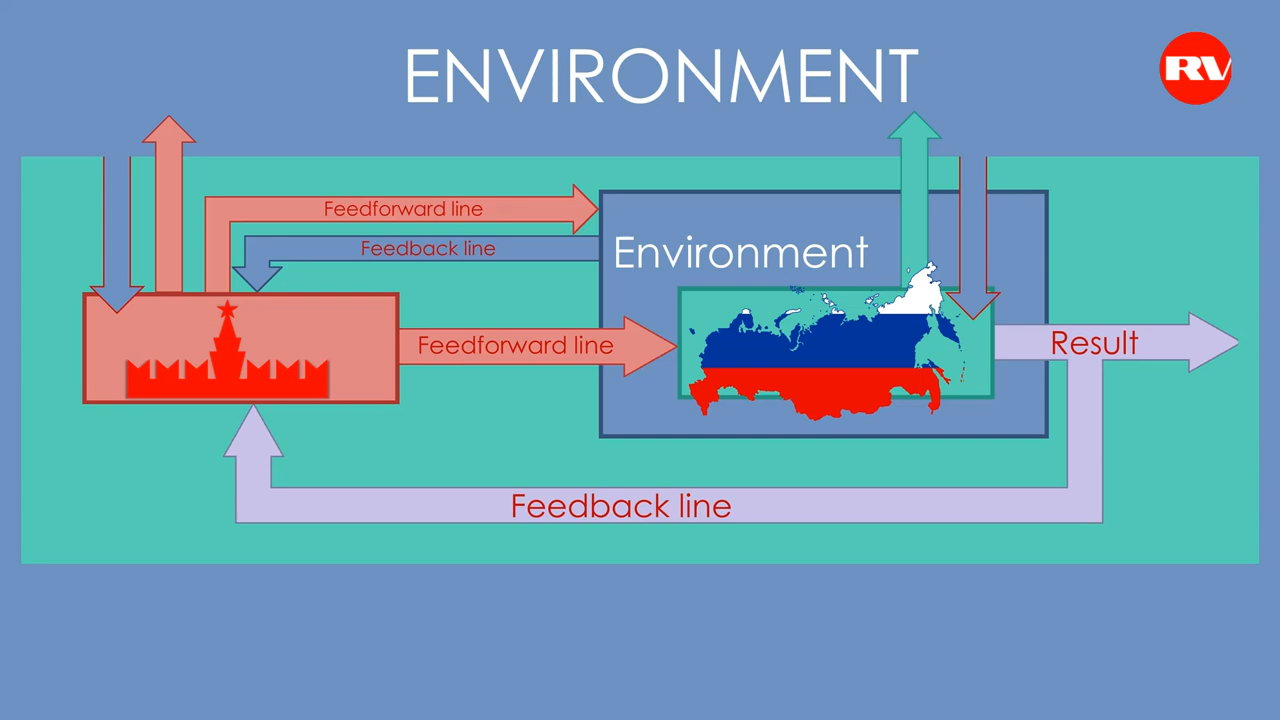 ENVIRONMENT
RV
Feedforward line
Feedback line
Environment
Feedforward line
Result
Feedback line